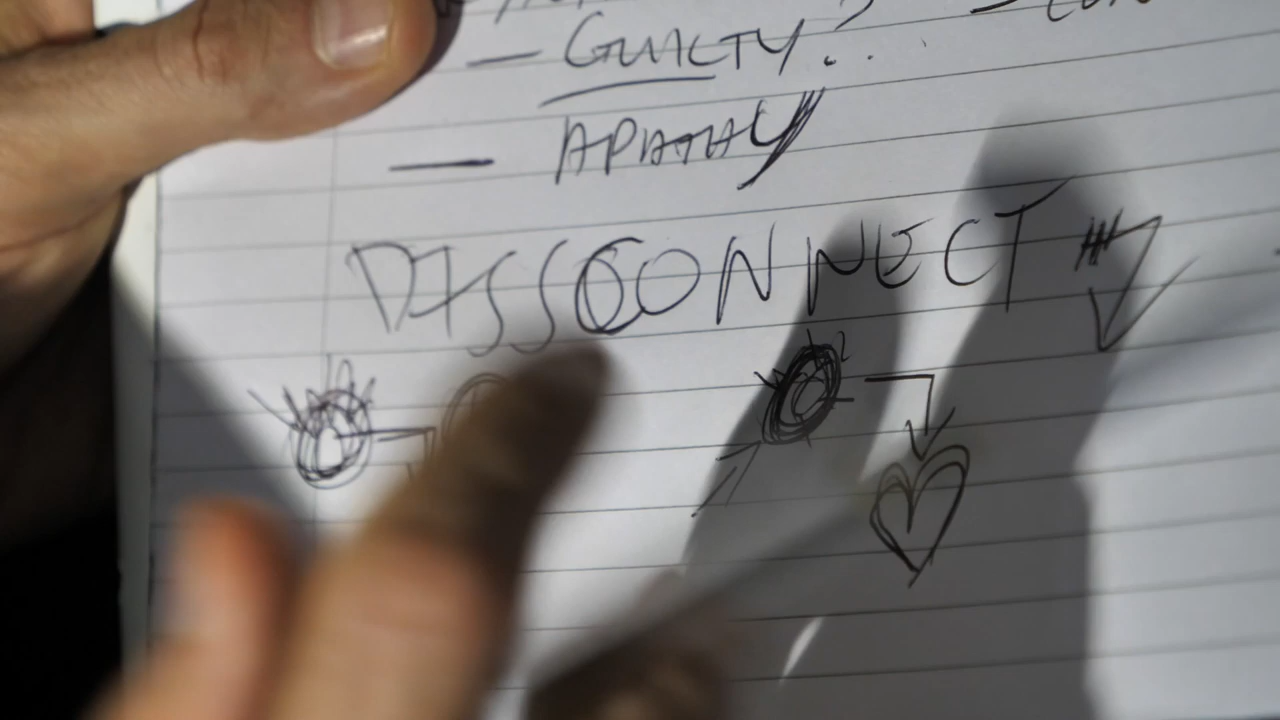 — GUILTY?..
— APATHY
DISSCONNECT